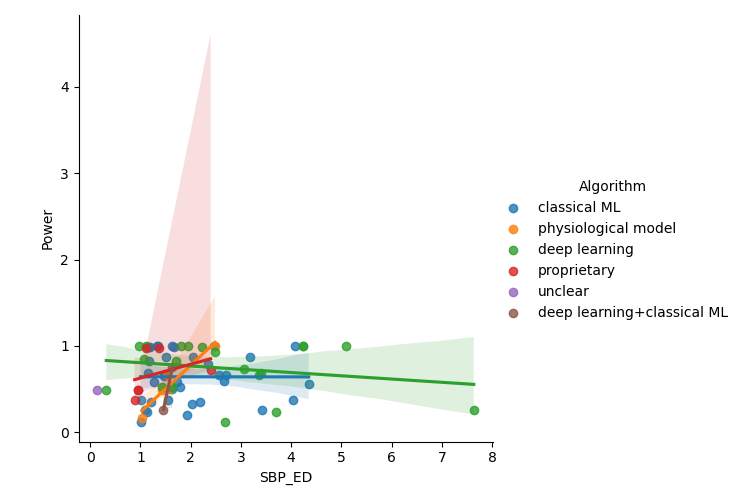 4
3
2
1
0
Power
0 1 2 3 4 5 6 7 8
SBP_ED
Algorithm
classical ML
physiological model
deep learning
proprietary
unclear
deep learning+classical ML